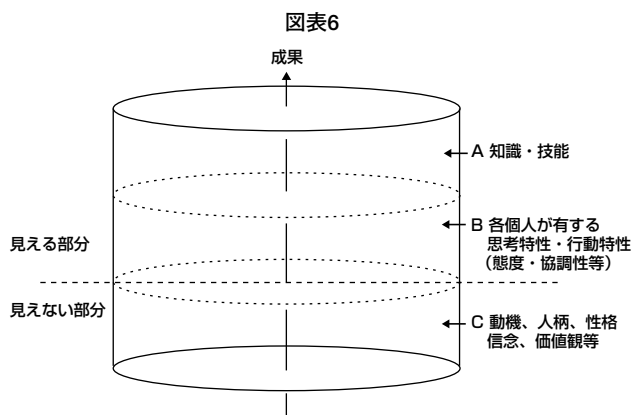 図表6
成果
A 知識・技能
B 各個人が有する
思考特性・行動特性
(態度・協調性等)
見える部分
見えない部分
C 動機、人柄、性格
信念、価値観等